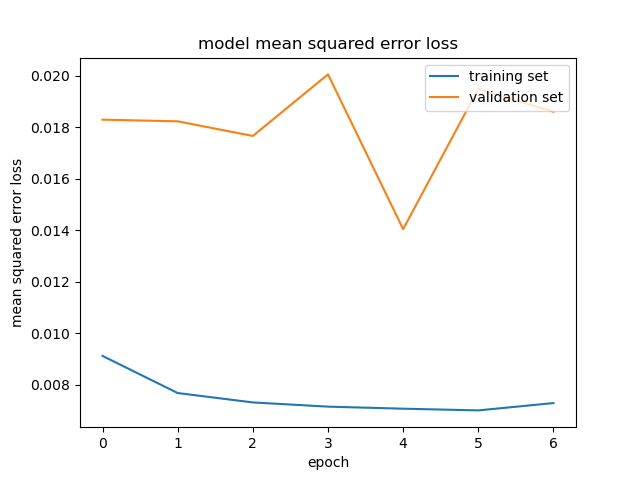 model mean squared error loss
training set
validation set
0.020
0.018
0.016
0.014
0.012
0.010
0.008
mean squared error loss
0 1 2 3 4 5 6
epoch